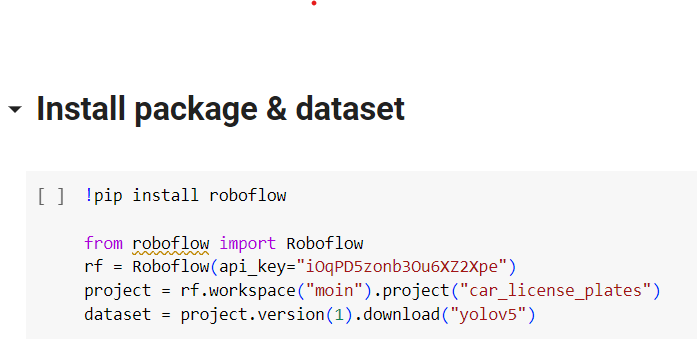 Install package & dataset
[ ] !pip install roboflow
from roboflow import Roboflow
rf = Roboflow(api_key="iOqPD5zonb3Ou6XZ2Xpe")
project = rf.workspace("moin").project("car_license_plates")
dataset = project.version(1).download("yolov5")